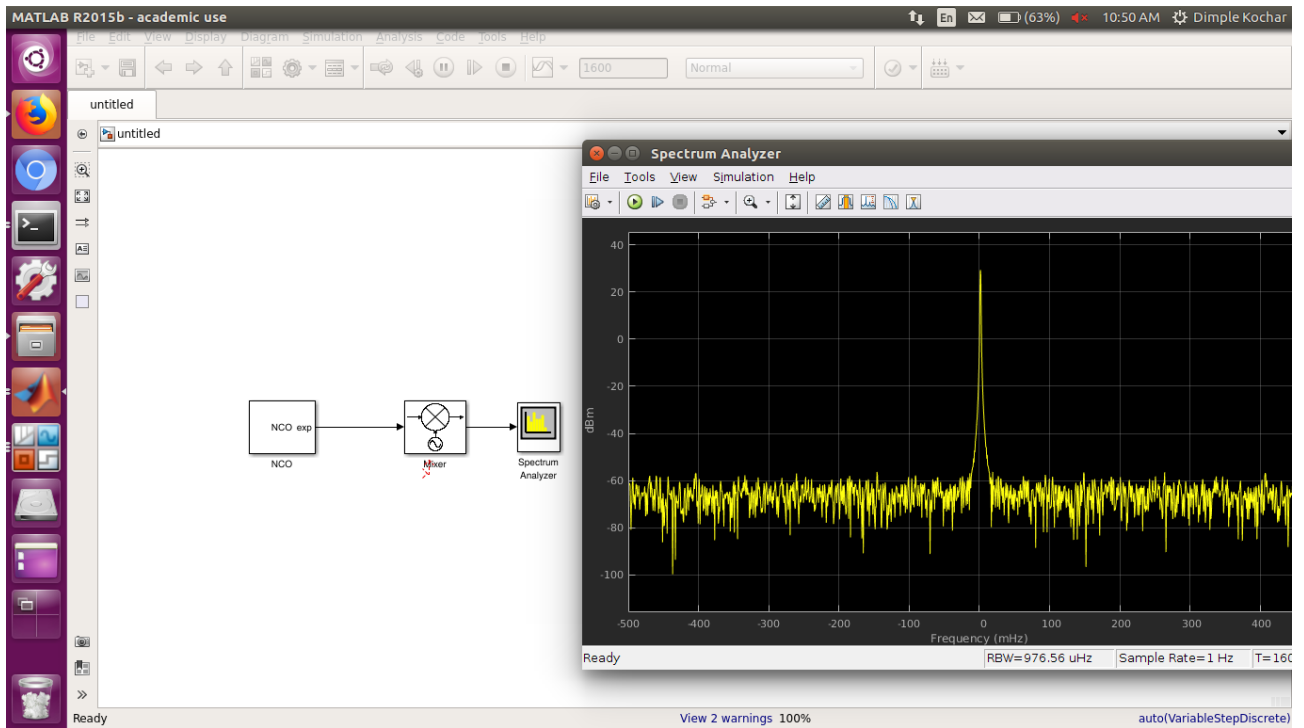 MATLAB R2015b - academic use
En (63%) 10:50 AM Dimple Kochar
File Edit View Display Diagram Simulation Analysis Code Tools Help
1600 Normal
untitled
untitled
Spectrum Analyzer
File Tools View Simulation Help
NCO exp
NCO
Mixer
Spectrum
Analyzer
40
20
0
-20
-40
-60
-80
-100
dBm
-500 -400 -300 -200 -100 0 100 200 300 400
Frequency (mHz)
Ready RBW=976.56 uHz Sample Rate=1 Hz T=160
Ready View 2 warnings 100% auto(VariableStepDiscrete)